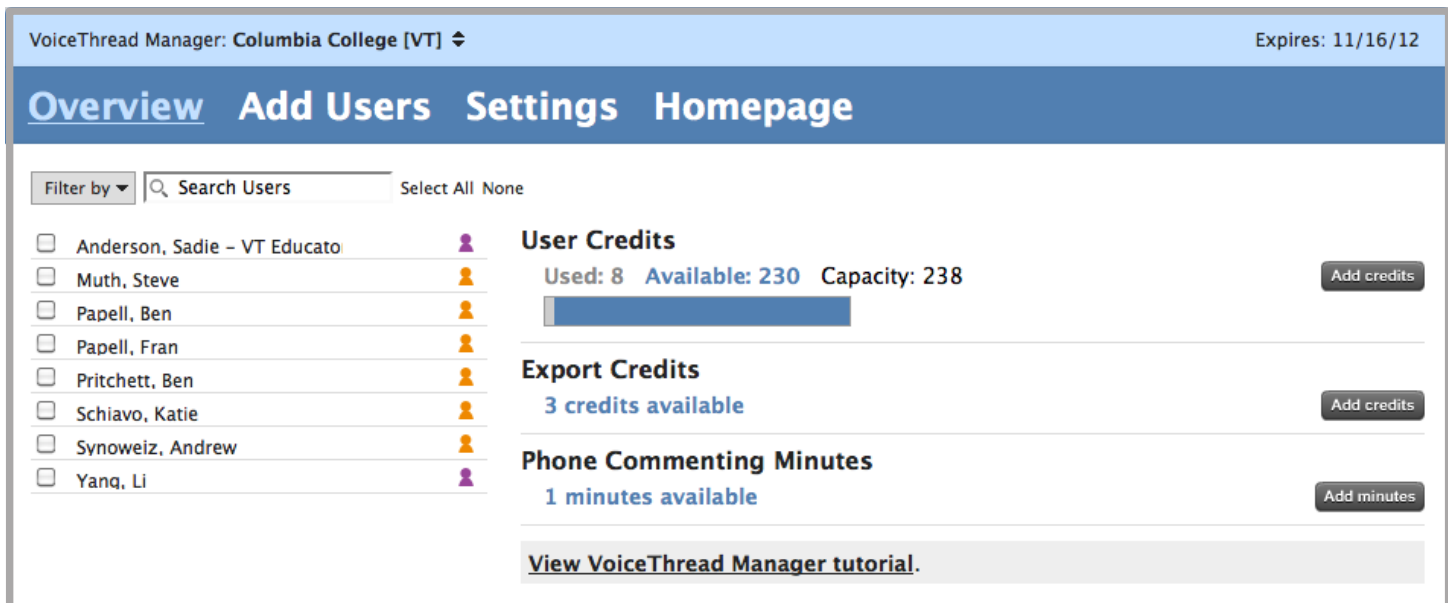 VoiceThread Manager: Columbia College [VT]
Expires: 11/16/12
Overview Add Users Settings Homepage
Filter by Search Users Select All None
Anderson, Sadie – VT Educato
Muth, Steve
Papell, Ben
Papell, Fran
Pritchett, Ben
Schiavo, Katie
Synoweiz, Andrew
Yang, Li
User Credits
Used: 8 Available: 230 Capacity: 238
Add credits
Export Credits
3 credits available
Add credits
Phone Commenting Minutes
1 minutes available
Add minutes
View VoiceThread Manager tutorial.